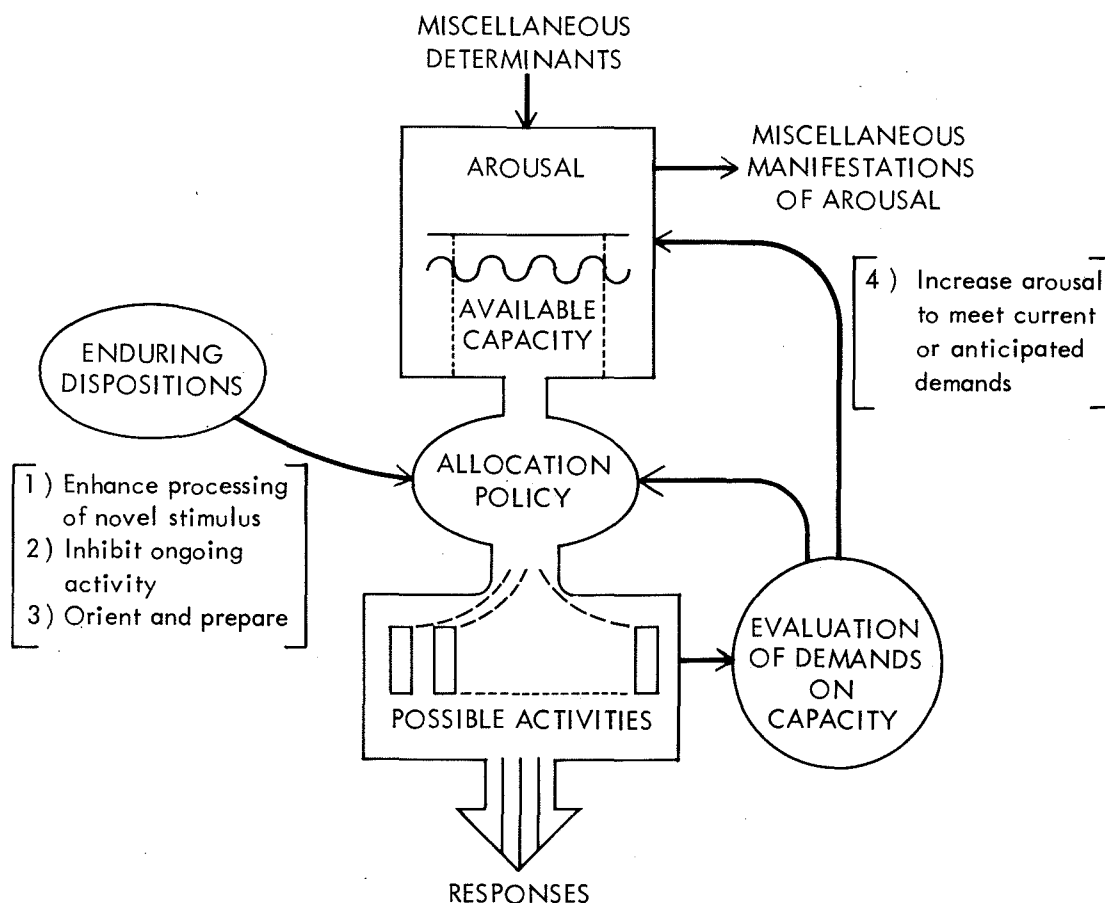 MISCELLANEOUS
DETERMINANTS
AROUSAL
MISCELLANEOUS
MANIFESTATIONS
OF AROUSAL
AVAILABLE
CAPACITY
4) Increase arousal
to meet current
or anticipated
demands
ENDURING
DISPOSITIONS
ALLOCATION
POLICY
1) Enhance processing
of novel stimulus
2) Inhibit ongoing
activity
3) Orient and prepare
EVALUATION
OF DEMANDS
ON
CAPACITY
POSSIBLE ACTIVITIES
RESPONSES